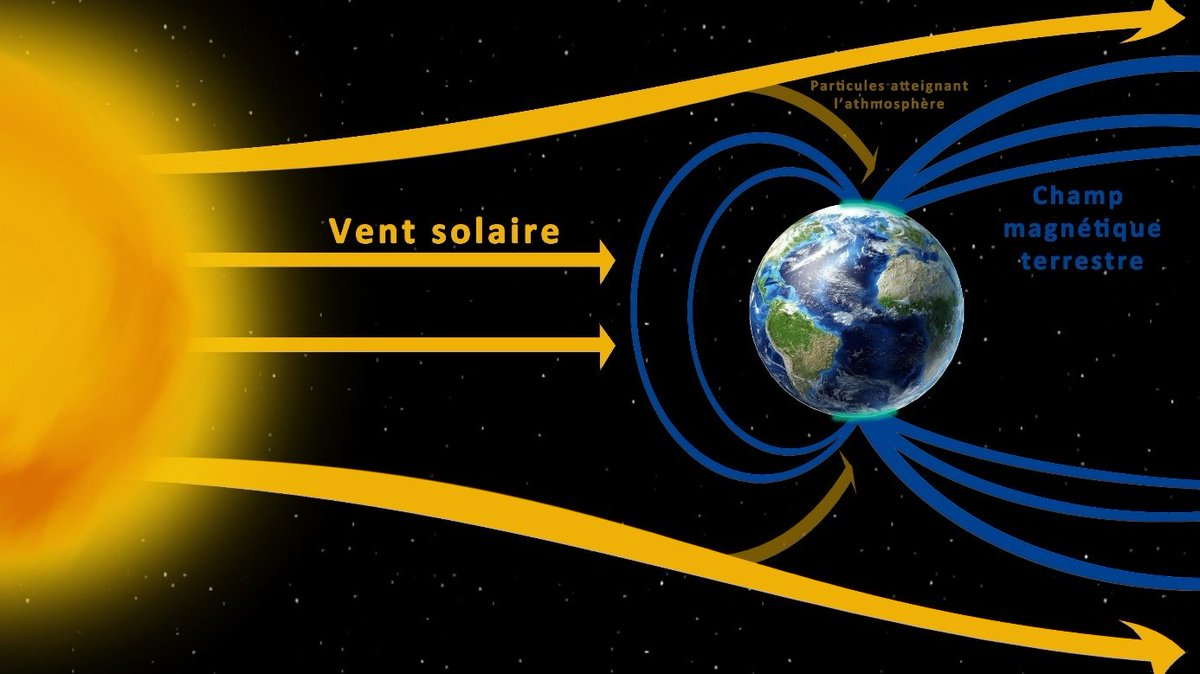 Particules atteignant
l'athmosphère
Vent solaire
Champ
magnétique
terrestre